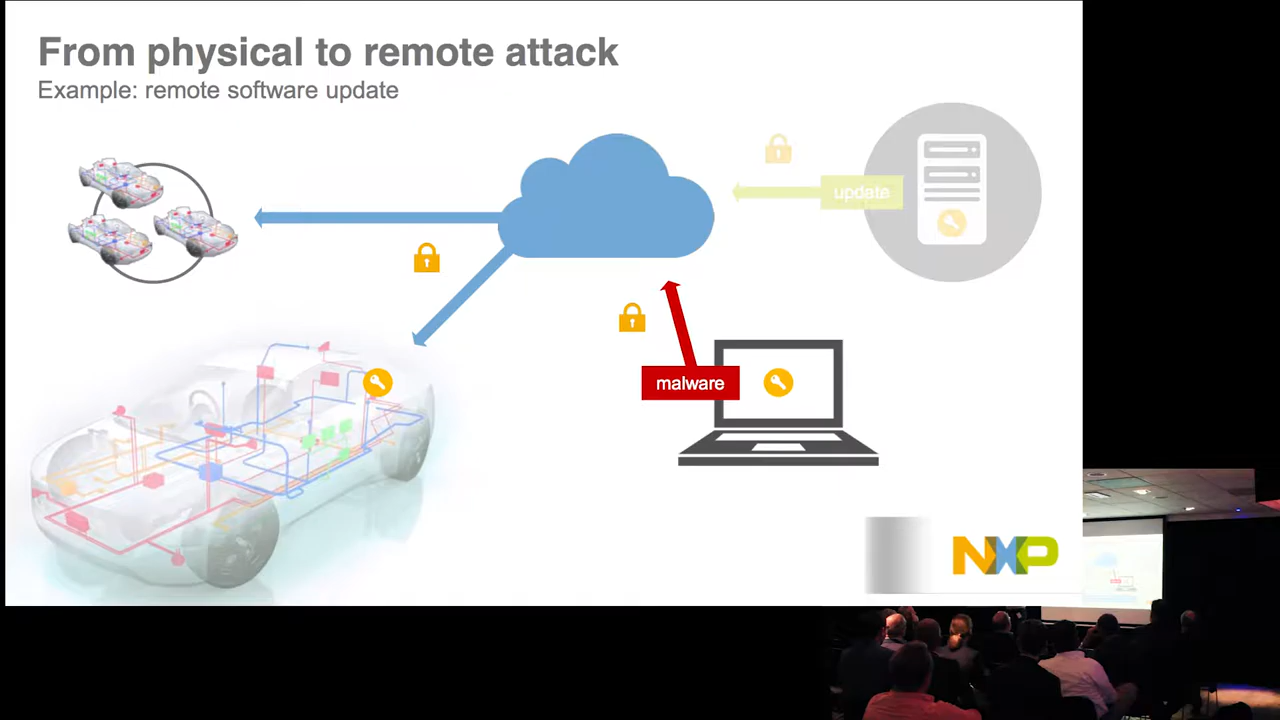 From physical to remote attack
Example: remote software update
update
malware
NXP